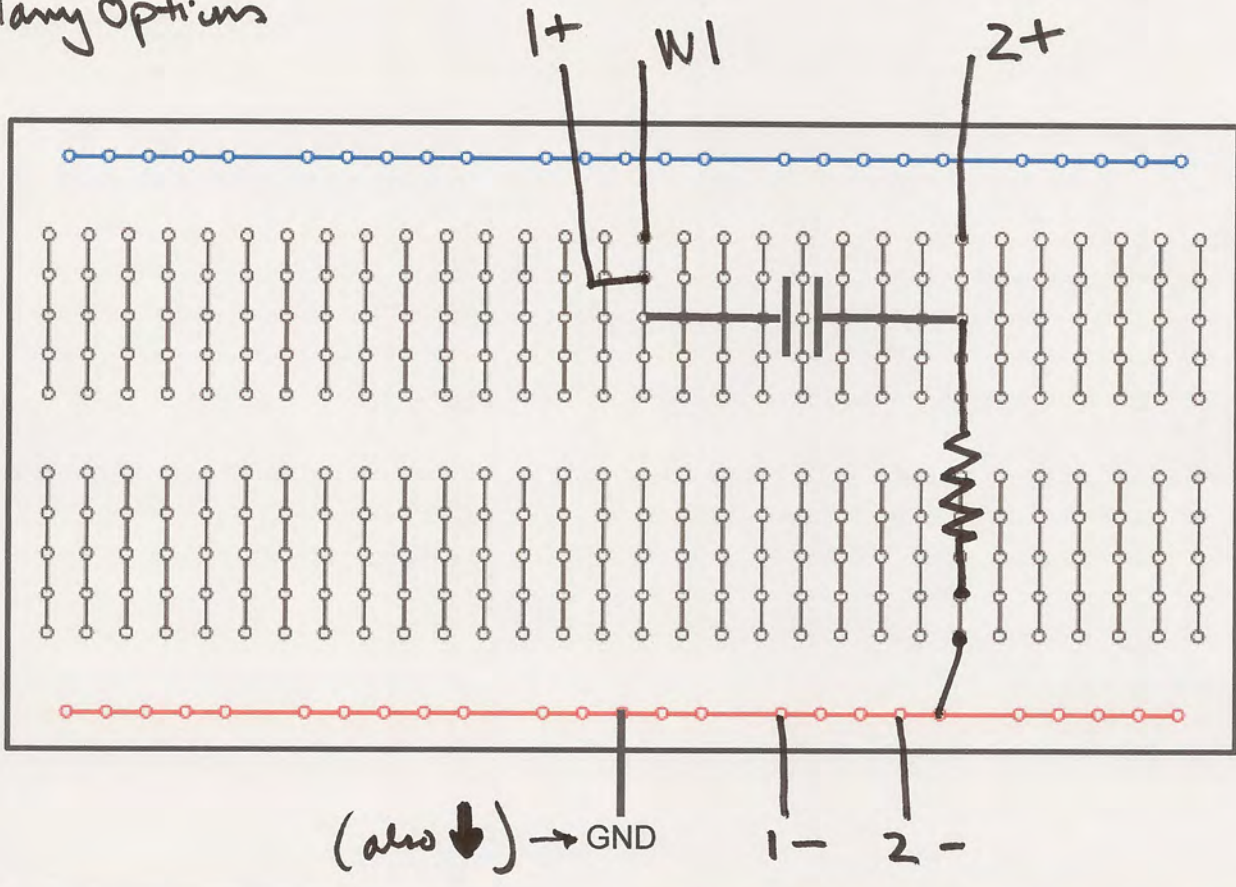 Many Options
1+ W1 2+
(also ⬇) → GND 1- 2-